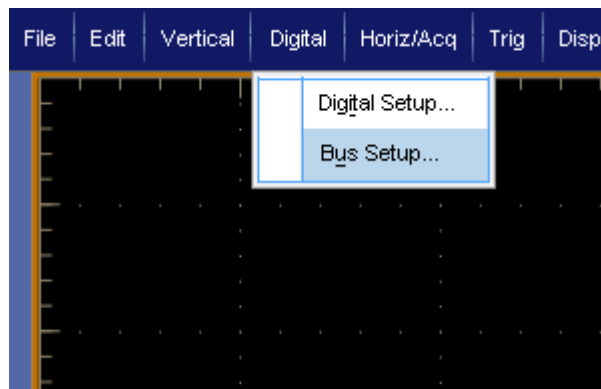 File Edit Vertical Digital Horiz/Acq Trig Disp
Digital Setup...
Bus Setup...